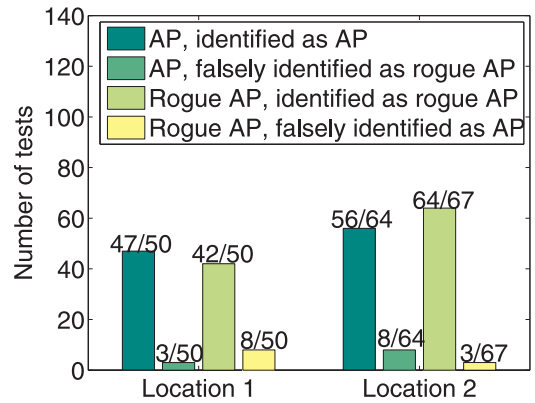 140
120
100
80
60
40
20
0
Number of tests
AP, identified as AP
AP, falsely identified as rogue AP
Rogue AP, identified as rogue AP
Rogue AP, falsely identified as AP
47/50
3/50
42/50
8/50
56/64
8/64
64/67
3/67
Location 1
Location 2